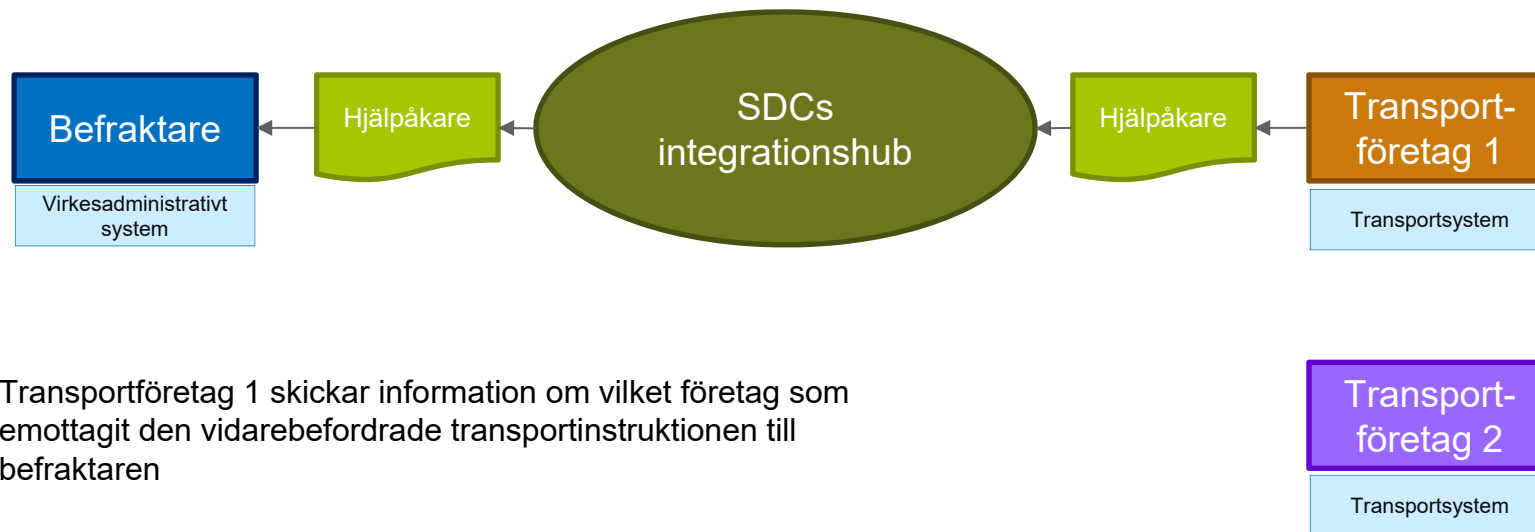 Befraktare
Virkesadministrativt
system
Hjälpåkare
SDCs
integrationshub
Hjälpåkare
Transport-
företag 1
Transportsystem
Transportföretag 1 skickar information om vilket företag som
emottagit den vidarebefordrade transportinstruktionen till
befraktaren
Transport-
företag 2
Transportsystem